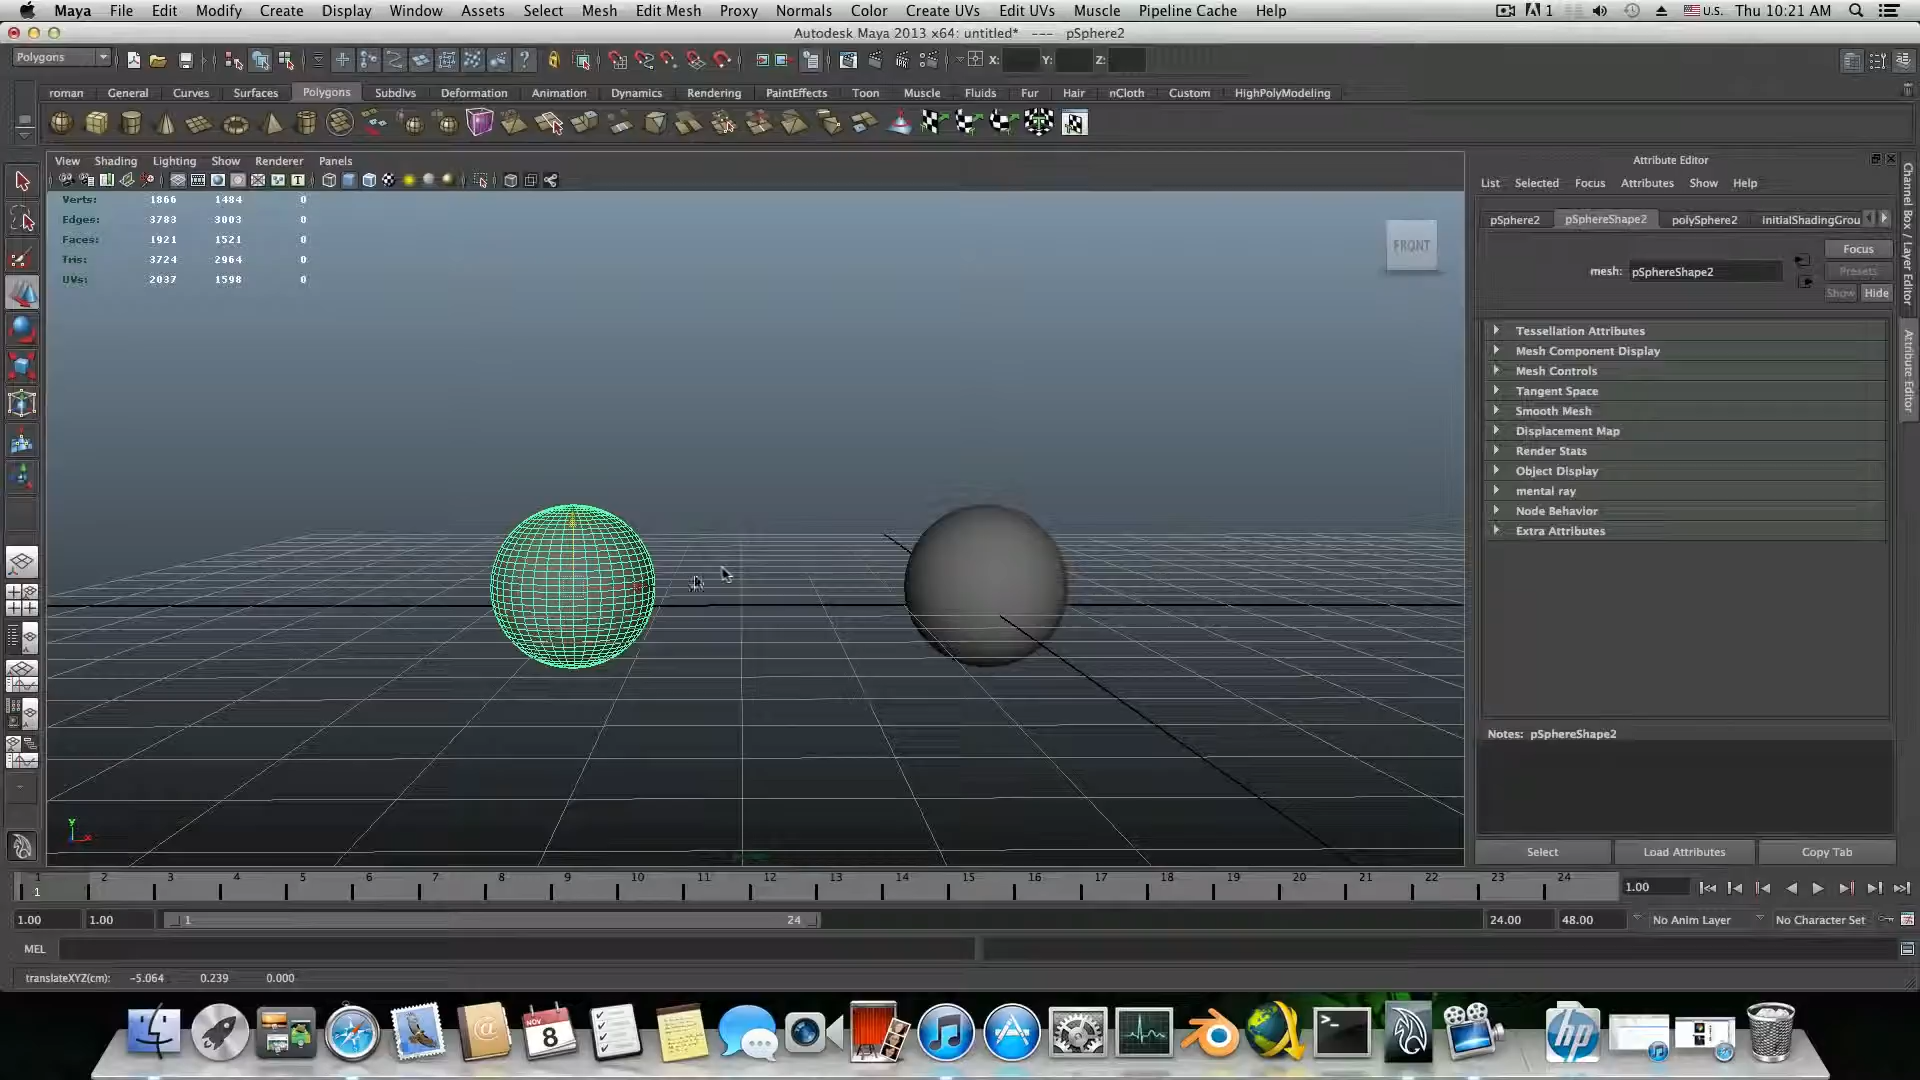 Maya File Edit Modify Create Display Window Assets Select Mesh Edit Mesh Proxy Normals Color Create UVs Edit UVs Muscle Pipeline Cache Help 1 U.S. Thu 10:21 AM
Autodesk Maya 2013 x64: untitled* --- pSphere2
Polygons X: Y: Z:
roman General Curves Surfaces Polygons Subdivs Deformation Animation Dynamics Rendering PaintEffects Toon Muscle Fluids Fur Hair nCloth Custom HighPolyModeling
View Shading Lighting Show Renderer Panels
Verts: 1866 1484 0
Edges: 3783 3003 0
Faces: 1921 1521 0
Tris: 3724 2964 0
UVs: 2037 1598 0
FRONT
y x
Attribute Editor
List Selected Focus Attributes Show Help
pSphere2 pSphereShape2 polySphere2 initialShadingGrou
mesh: pSphereShape2
Focus
Presets
Show Hide
Tessellation Attributes
Mesh Component Display
Mesh Controls
Tangent Space
Smooth Mesh
Displacement Map
Render Stats
Object Display
mental ray
Node Behavior
Extra Attributes
Notes: pSphereShape2
Select Load Attributes Copy Tab
Channel Box / Layer Editor
Attribute Editor
1 2 3 4 5 6 7 8 9 10 11 12 13 14 15 16 17 18 19 20 21 22 23 24
1 1.00
1.00 1.00 1 24 24.00 48.00 No Anim Layer No Character Set
MEL
translateXYZ(cm): -5.064 0.239 0.000
NOV
8